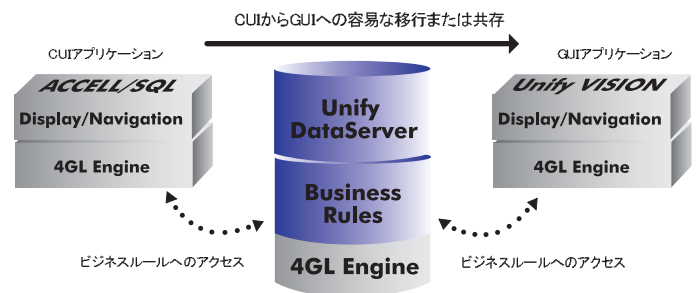 CUIからGUIへの容易な移行または共存
CUIアプリケーション
GUIアプリケーション
ACCELL/SQL
Display/Navigation
4GL Engine
Unify
DataServer
Business
Rules
4GL Engine
Unify VISION
Display/Navigation
4GL Engine
ビジネスルールへのアクセス
ビジネスルールへのアクセス